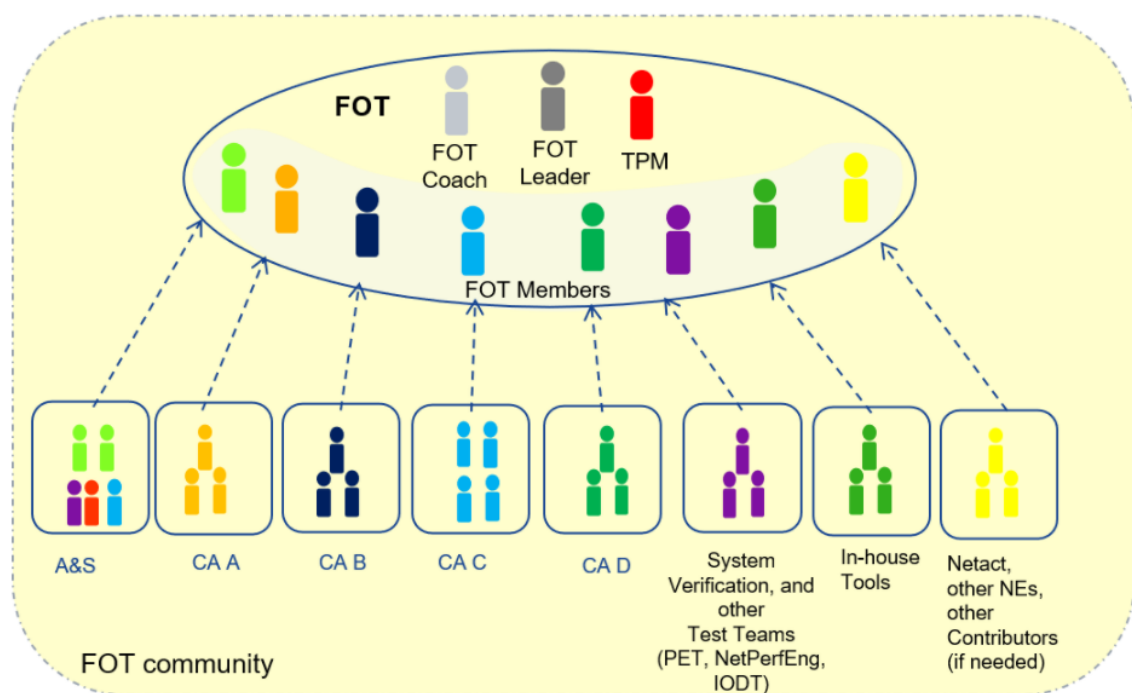 FOT
FOT
Coach
FOT
Leader
TPM
FOT Members
A&S
CA A
CA B
CA C
CA D
System
Verification, and
other
Test Teams
(PET, NetPerfEng,
IODT)
In-house
Tools
Netact,
other NEs,
other
Contributors
(if needed)
FOT community